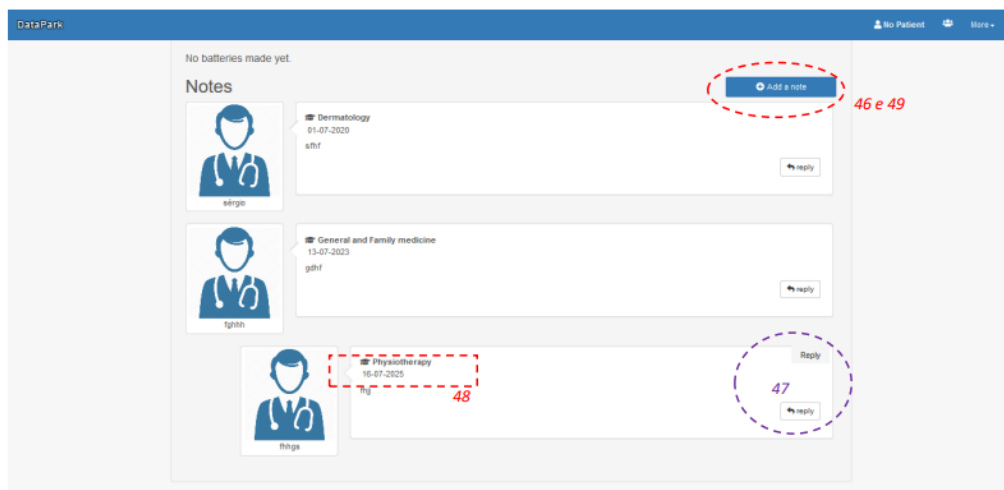 DataPark
No Patient
More
No batteries made yet.
Notes
Add a note
46 e 49
Dermatology
01-07-2020
sfhf
reply
sérgio
General and Family medicine
13-07-2023
gdhf
reply
fghhh
Physiotherapy
Reply
16-07-2025
fhj
48
47
reply
fhhgs